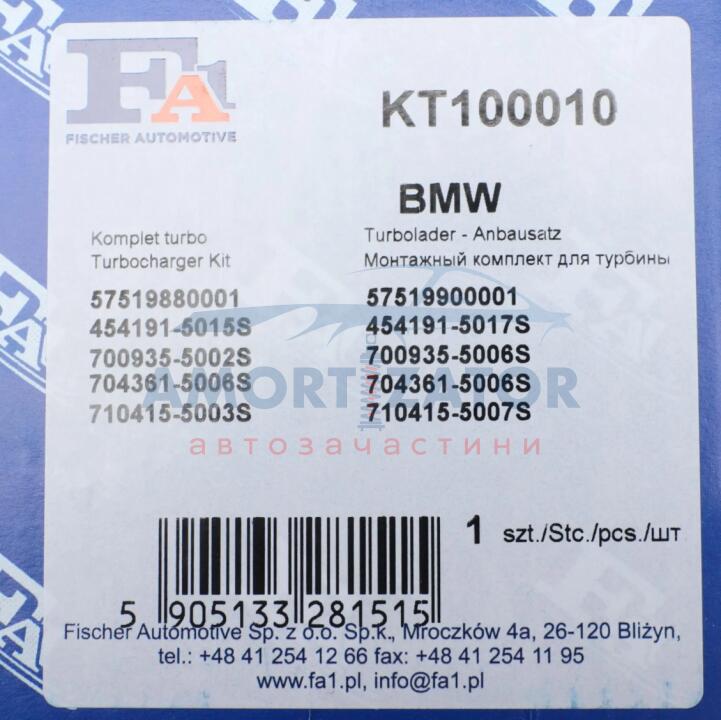 FA1
FISCHER AUTOMOTIVE
KT100010
BMW
Komplet turbo
Turbocharger Kit
Turbolader - Anbausatz
Монтажный комплект для турбины
57519880001 57519900001
454191-5015S 454191-5017S
700935-5002S 700935-5006S
704361-5006S 704361-5006S
710415-5003S 710415-5007S
AMORTIZATOR
автозачастини
1 szt./Stc./pcs./шт
5 905133 281515
Fischer Automotive Sp. z o.o. Sp.k., Mroczków 4a, 26-120 Bliżyn,
tel.: +48 41 254 12 66 fax: +48 41 254 11 95
www.fa1.pl, info@fa1.pl